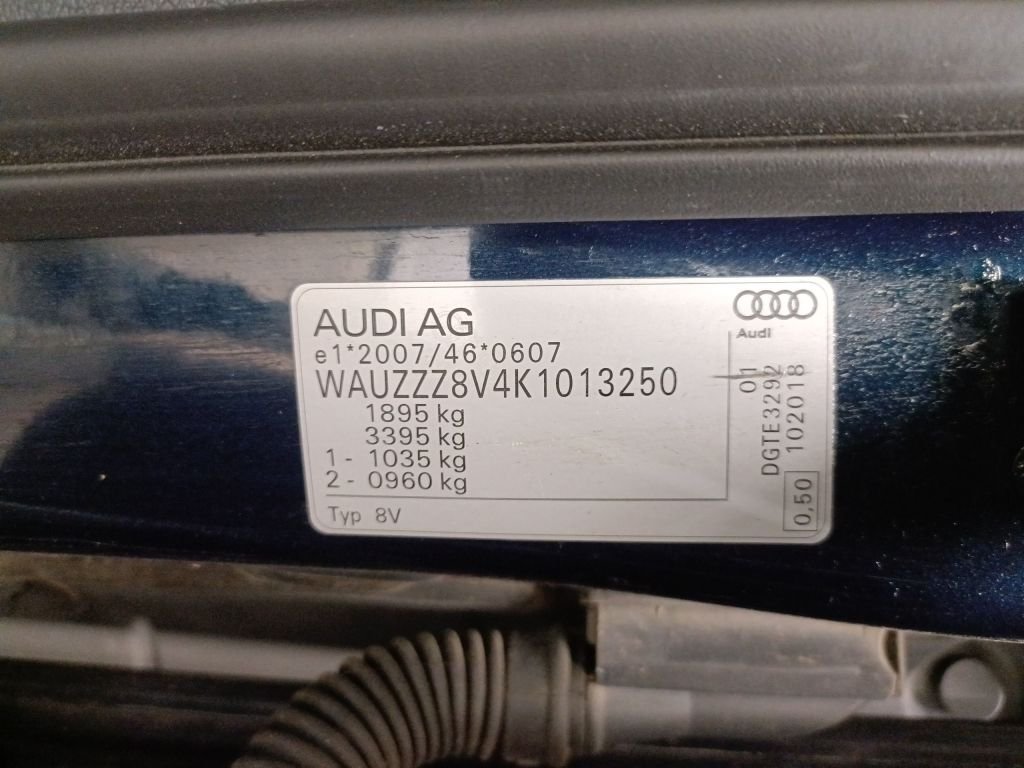 AUDI AG
e1*2007/46*0607
WAUZZZ8V4K1013250
1895 kg
3395 kg
1 - 1035 kg
2 - 0960 kg
Typ 8V
Audi
01
DGTE3292
102018
0,50